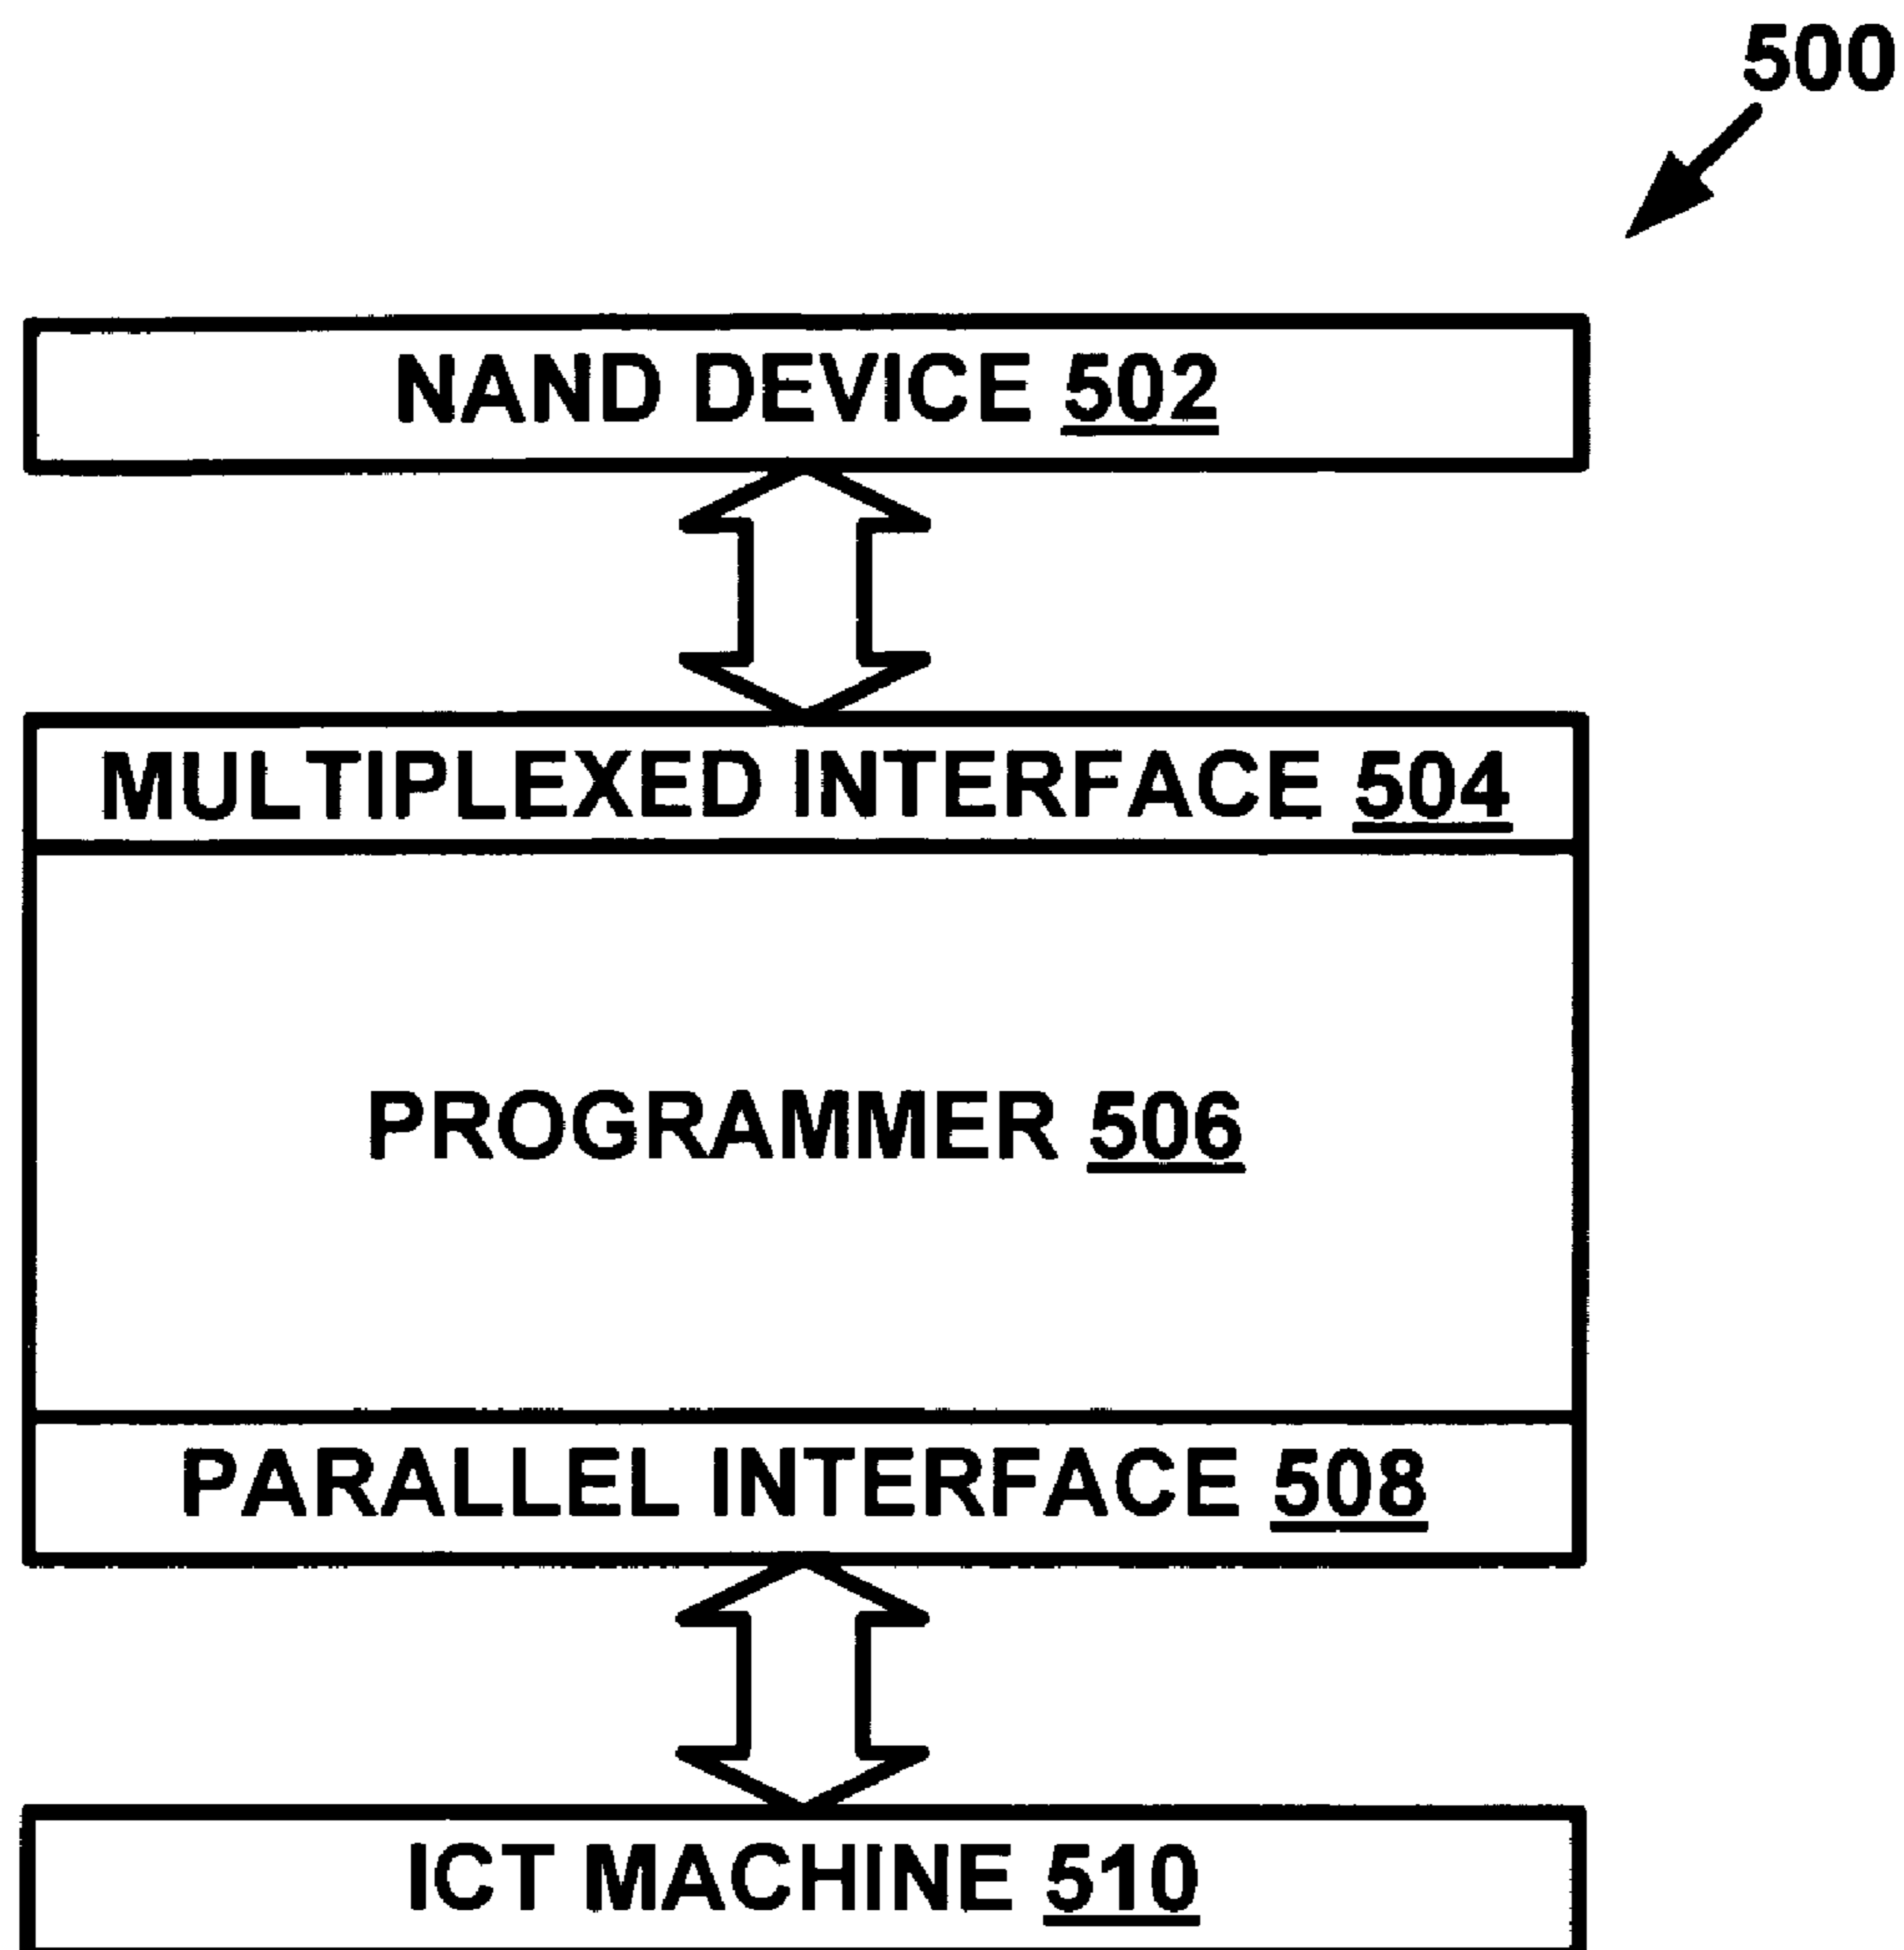 500
NAND DEVICE 502
MULTIPLEXED INTERFACE 504
PROGRAMMER 506
PARALLEL INTERFACE 508
ICT MACHINE 510